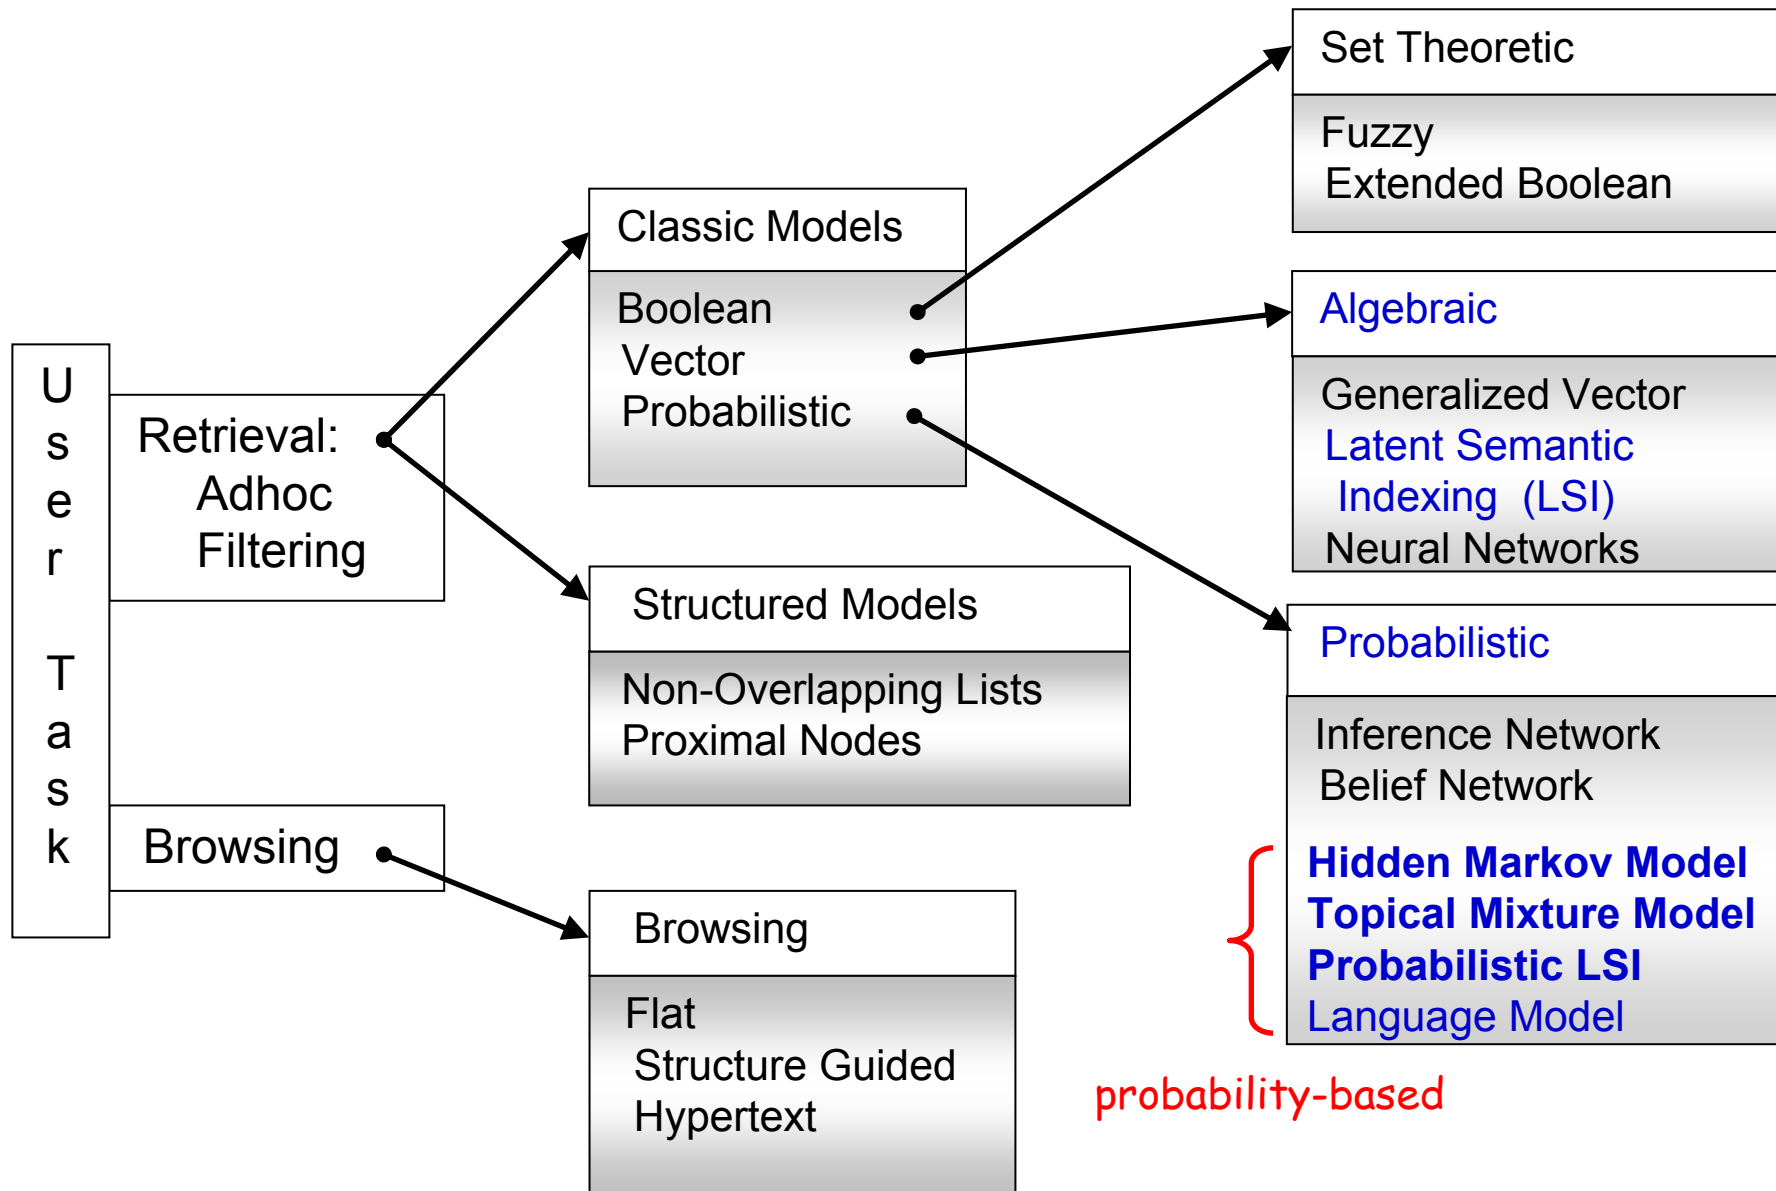 User Task
Retrieval:
Adhoc
Filtering
Browsing
Classic Models
Boolean
Vector
Probabilistic
Structured Models
Non-Overlapping Lists
Proximal Nodes
Browsing
Flat
Structure Guided
Hypertext
Set Theoretic
Fuzzy
Extended Boolean
Algebraic
Generalized Vector
Latent Semantic
Indexing (LSI)
Neural Networks
Probabilistic
Inference Network
Belief Network
Hidden Markov Model
Topical Mixture Model
Probabilistic LSI
Language Model
probability-based